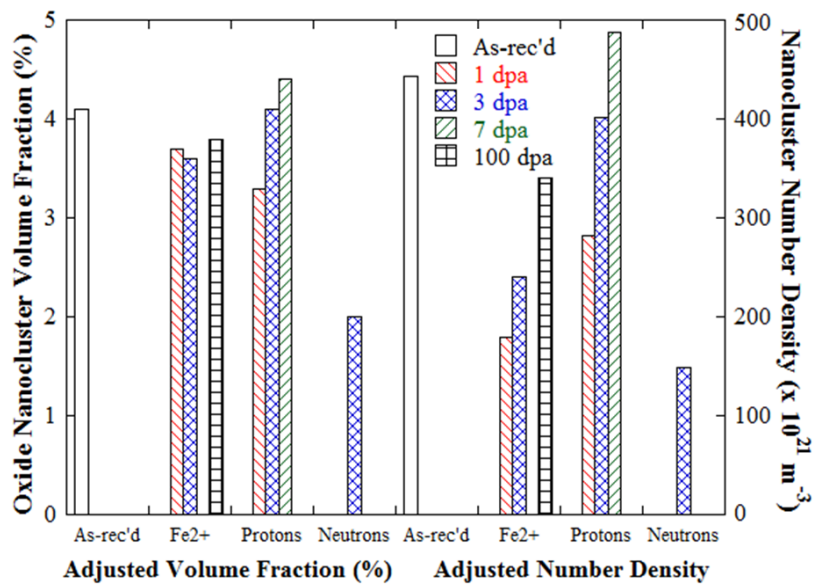 Oxide Nanocluster Volume Fraction (%)
5
4
3
2
1
0
As-rec'd
1 dpa
3 dpa
7 dpa
100 dpa
500
400
300
200
100
0
Nanocluster Number Density (x 10²¹ m⁻³)
As-rec'd Fe2+ Protons Neutrons As-rec'd Fe2+ Protons Neutrons
Adjusted Volume Fraction (%) Adjusted Number Density